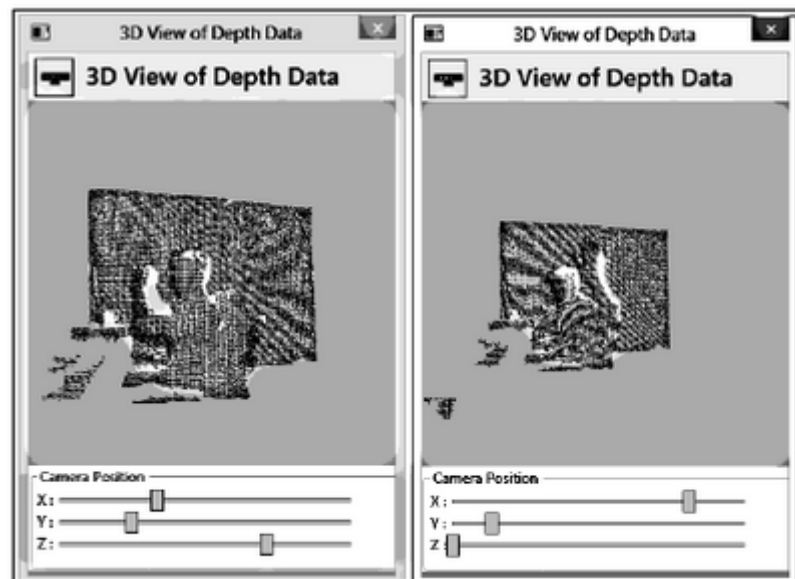 3D View of Depth Data
3D View of Depth Data
Camera Position
X:
Y:
Z:
3D View of Depth Data
3D View of Depth Data
Camera Position
X:
Y:
Z: